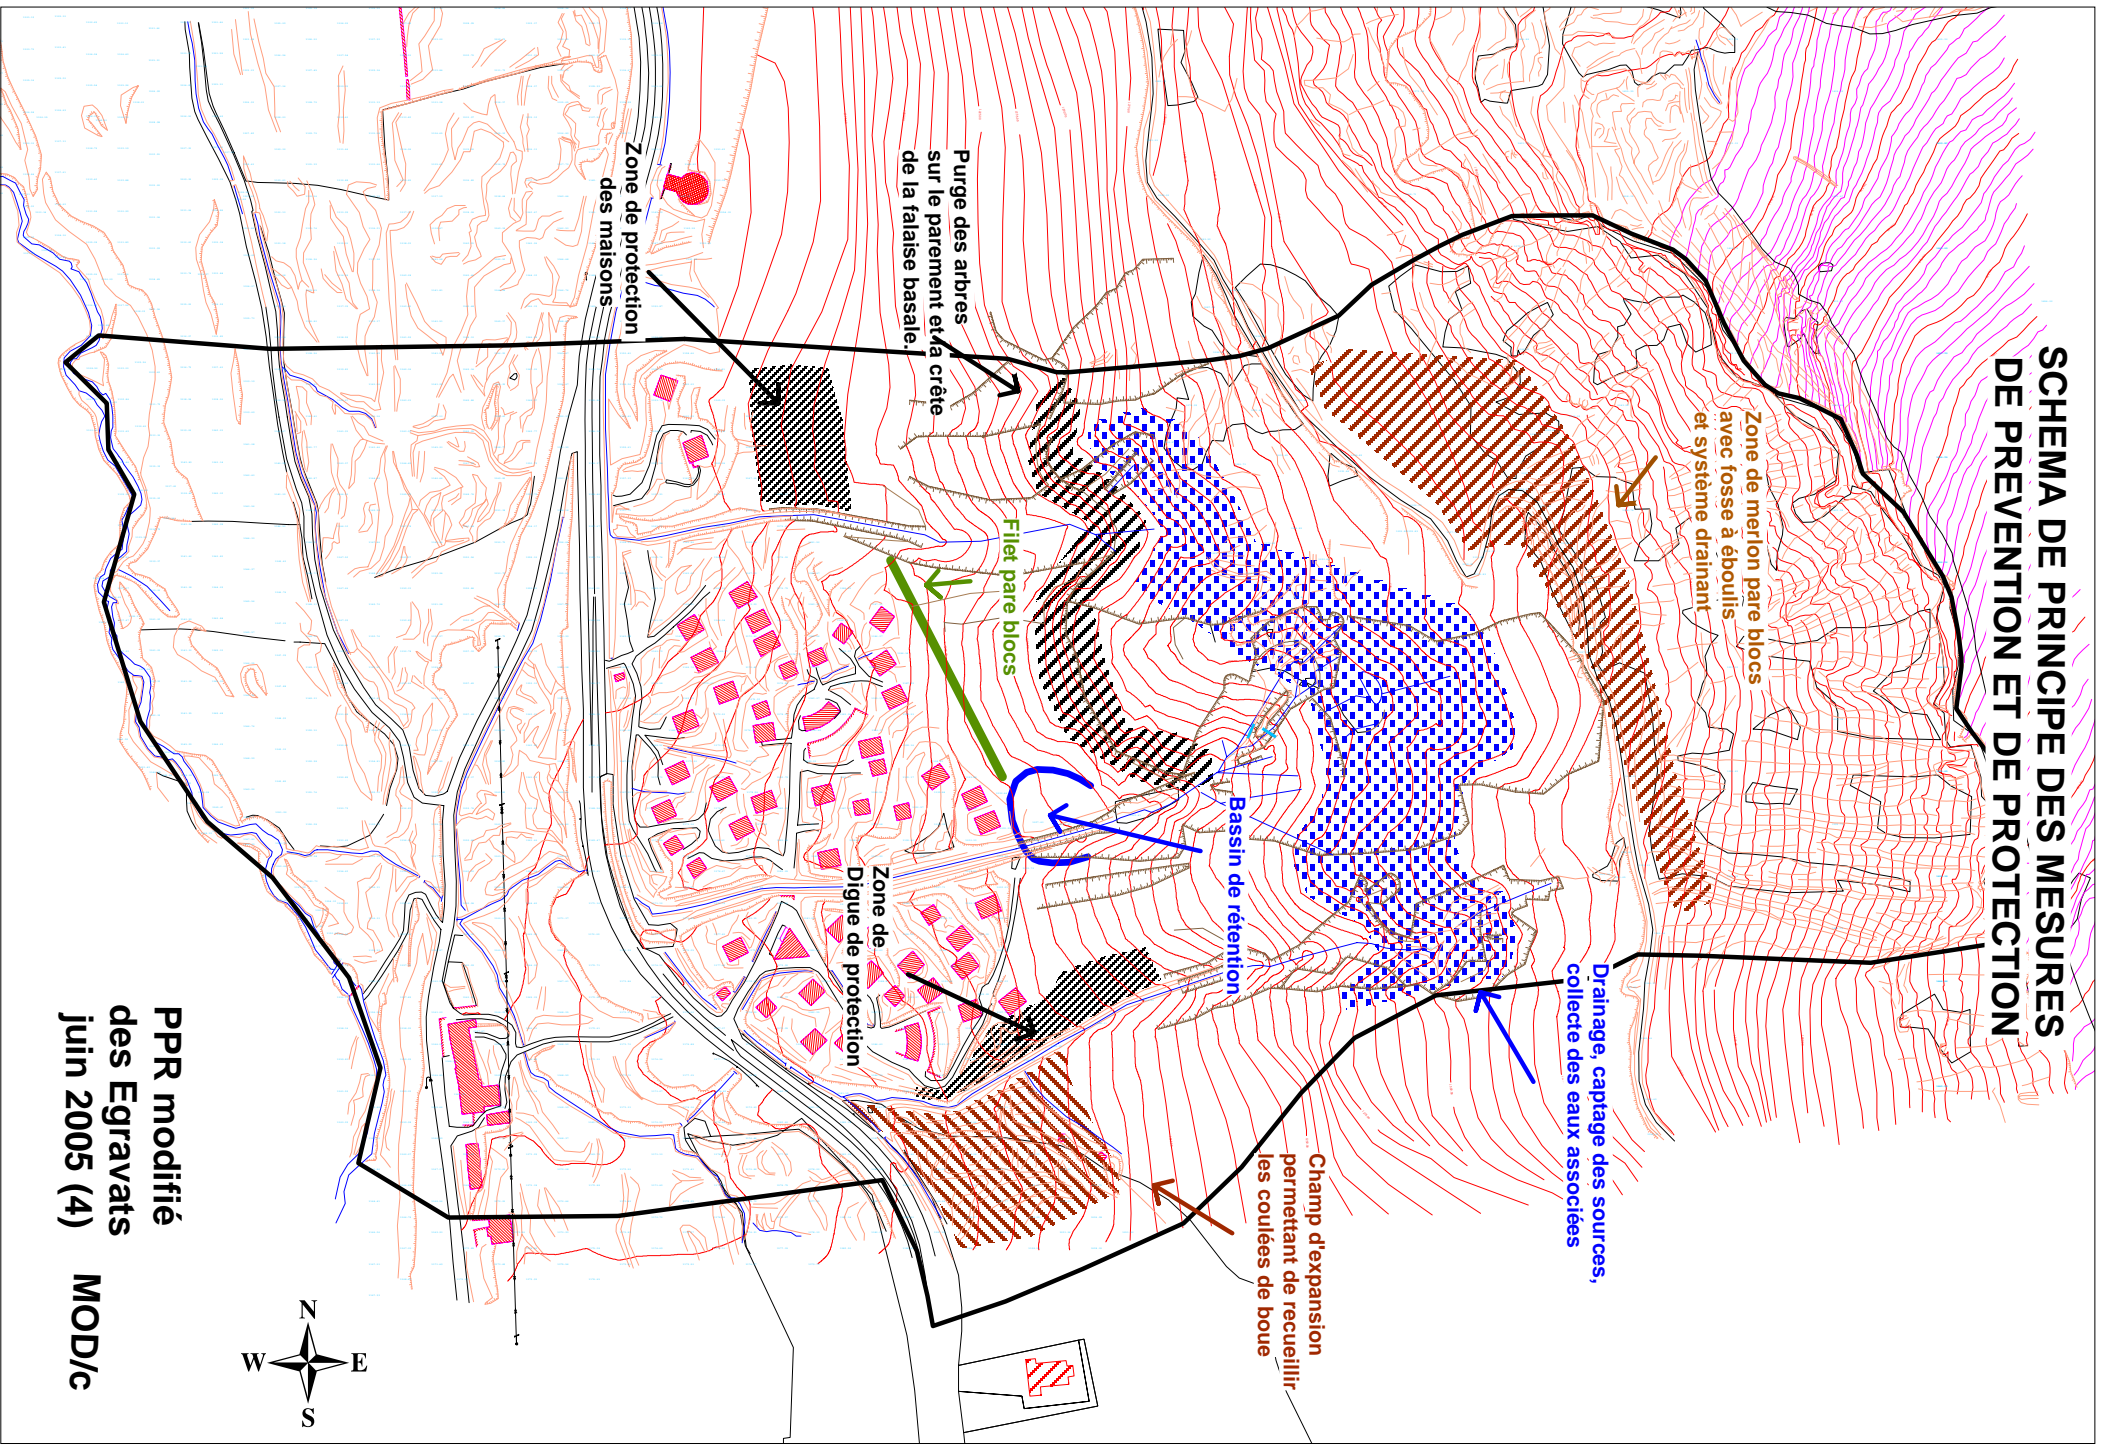 SCHEMA DE PRINCIPE DES MESURES
DE PREVENTION ET DE PROTECTION
Zone de merlon pare blocs
avec fosse à éboulis
et système drainant
Purge des arbres
sur le parement et la crête
de la falaise basale.
Zone de protection
des maisons
Filet pare blocs
Bassin de rétention
Zone de
Digue de protection
Drainage, captage des sources,
collecte des eaux associées
Champ d'expansion
permettant de recueillir
les coulées de boue
PPR modifié
des Egravats
juin 2005 (4) MOD/c
N
W E
S